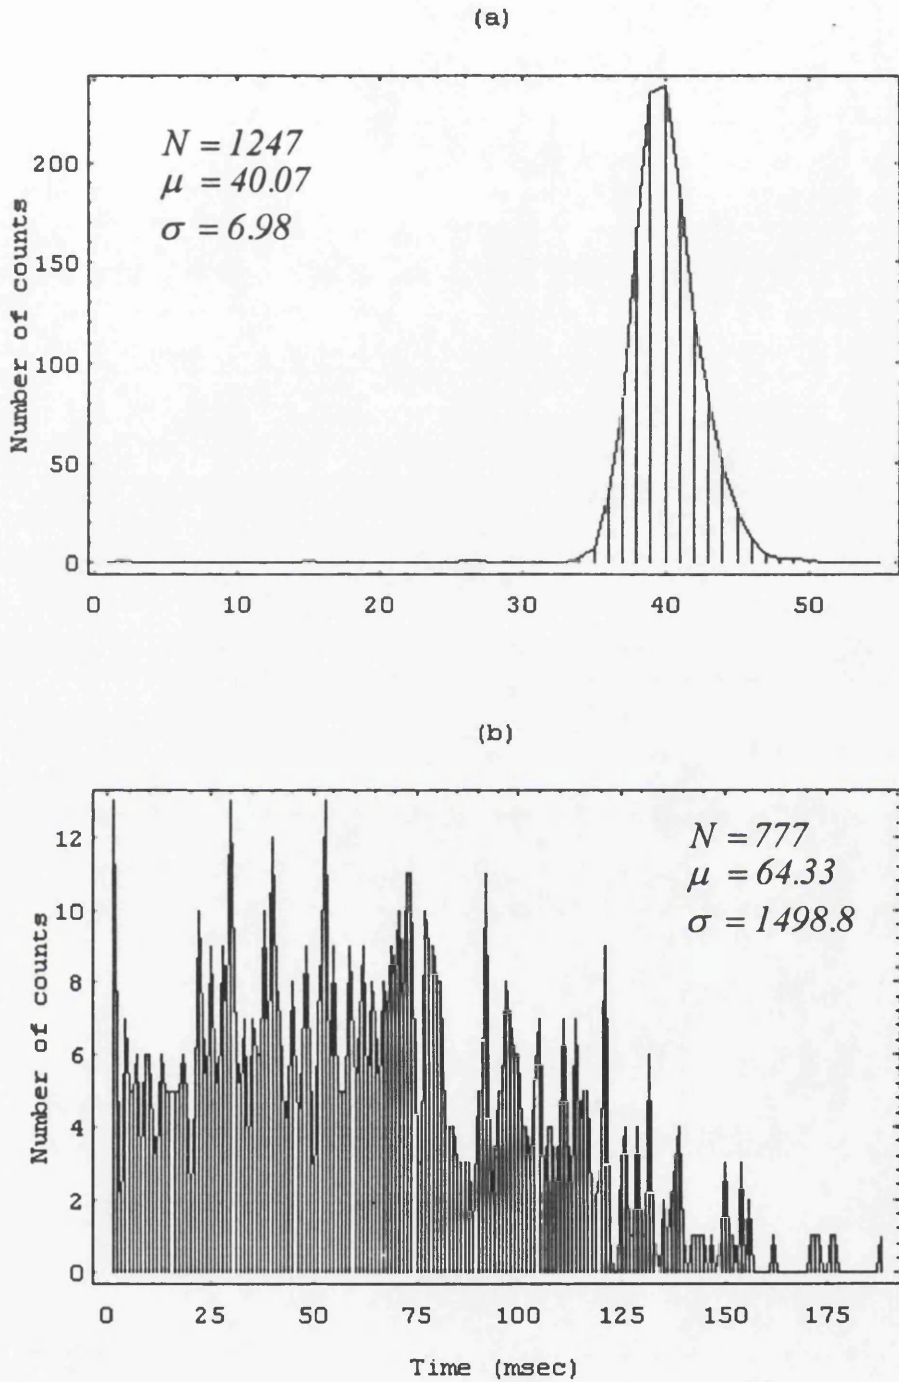 (a)
Number of counts
200
150
100
50
0
N = 1247
μ = 40.07
σ = 6.98
0 10 20 30 40 50
(b)
Number of counts
12
10
8
6
4
2
0
N = 777
μ = 64.33
σ = 1498.8
0 25 50 75 100 125 150 175
Time (msec)